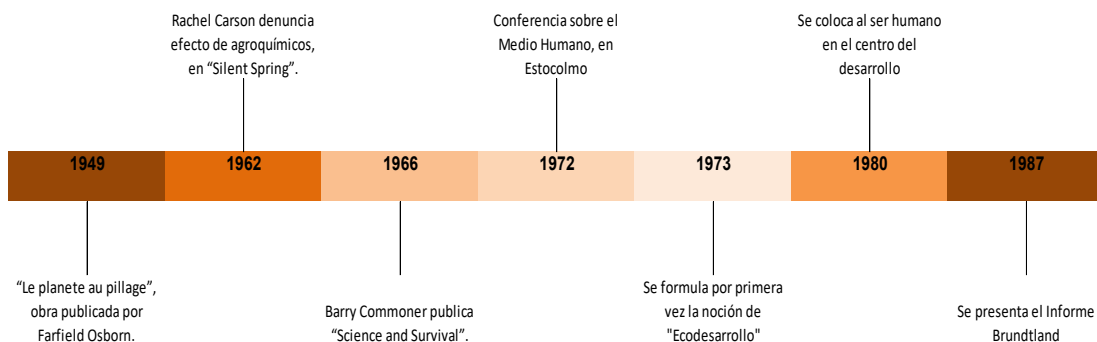 Rachel Carson denuncia
efecto de agroquímicos,
en “Silent Spring”.
Conferencia sobre el
Medio Humano, en
Estocolmo
Se coloca al ser humano
en el centro del
desarrollo
1949
1962
1966
1972
1973
1980
1987
“Le planete au pillage”,
obra publicada por
Farfield Osborn.
Barry Commoner publica
“Science and Survival”.
Se formula por primera
vez la noción de
"Ecodesarrollo"
Se presenta el Informe
Brundtland